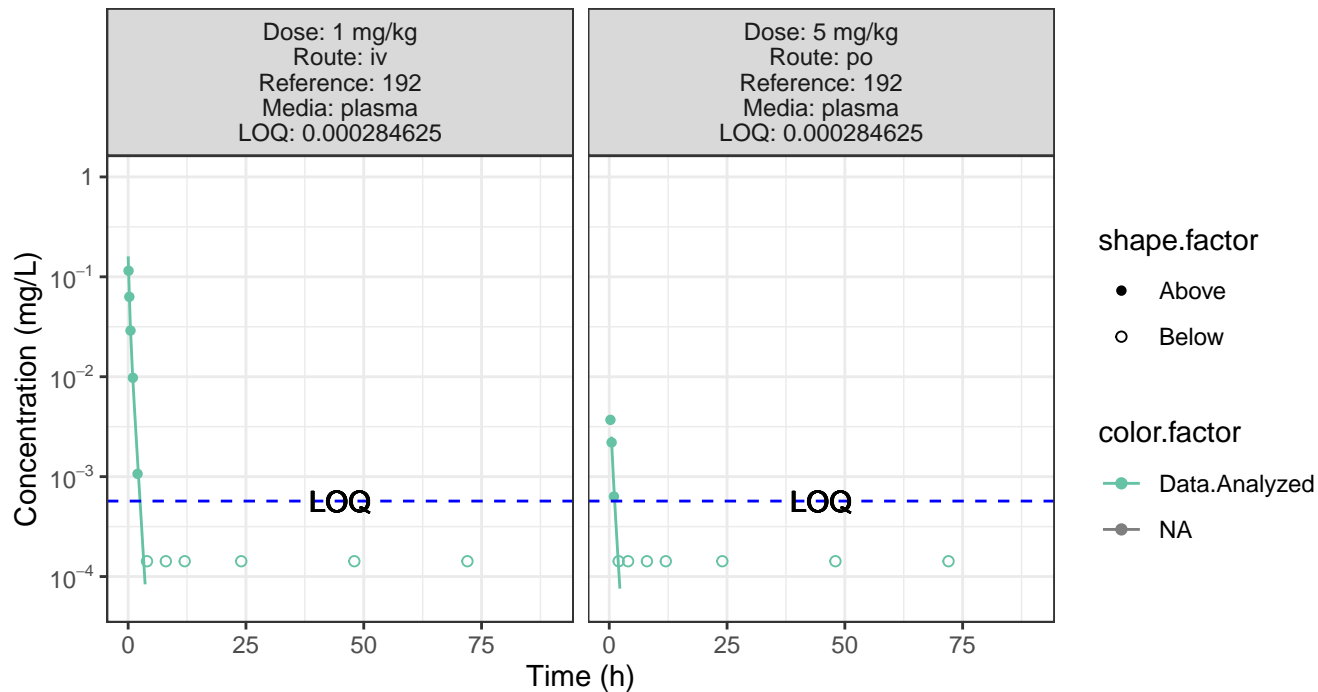 Dose: 1 mg/kg
Route: iv
Reference: 192
Media: plasma
LOQ: 0.000284625
Dose: 5 mg/kg
Route: po
Reference: 192
Media: plasma
LOQ: 0.000284625
Concentration (mg/L)
1
10⁻¹
10⁻²
10⁻³
10⁻⁴
LOQ
LOQ
0
25
50
75
0
25
50
75
Time (h)
shape.factor
Above
Below
color.factor
Data.Analyzed
NA